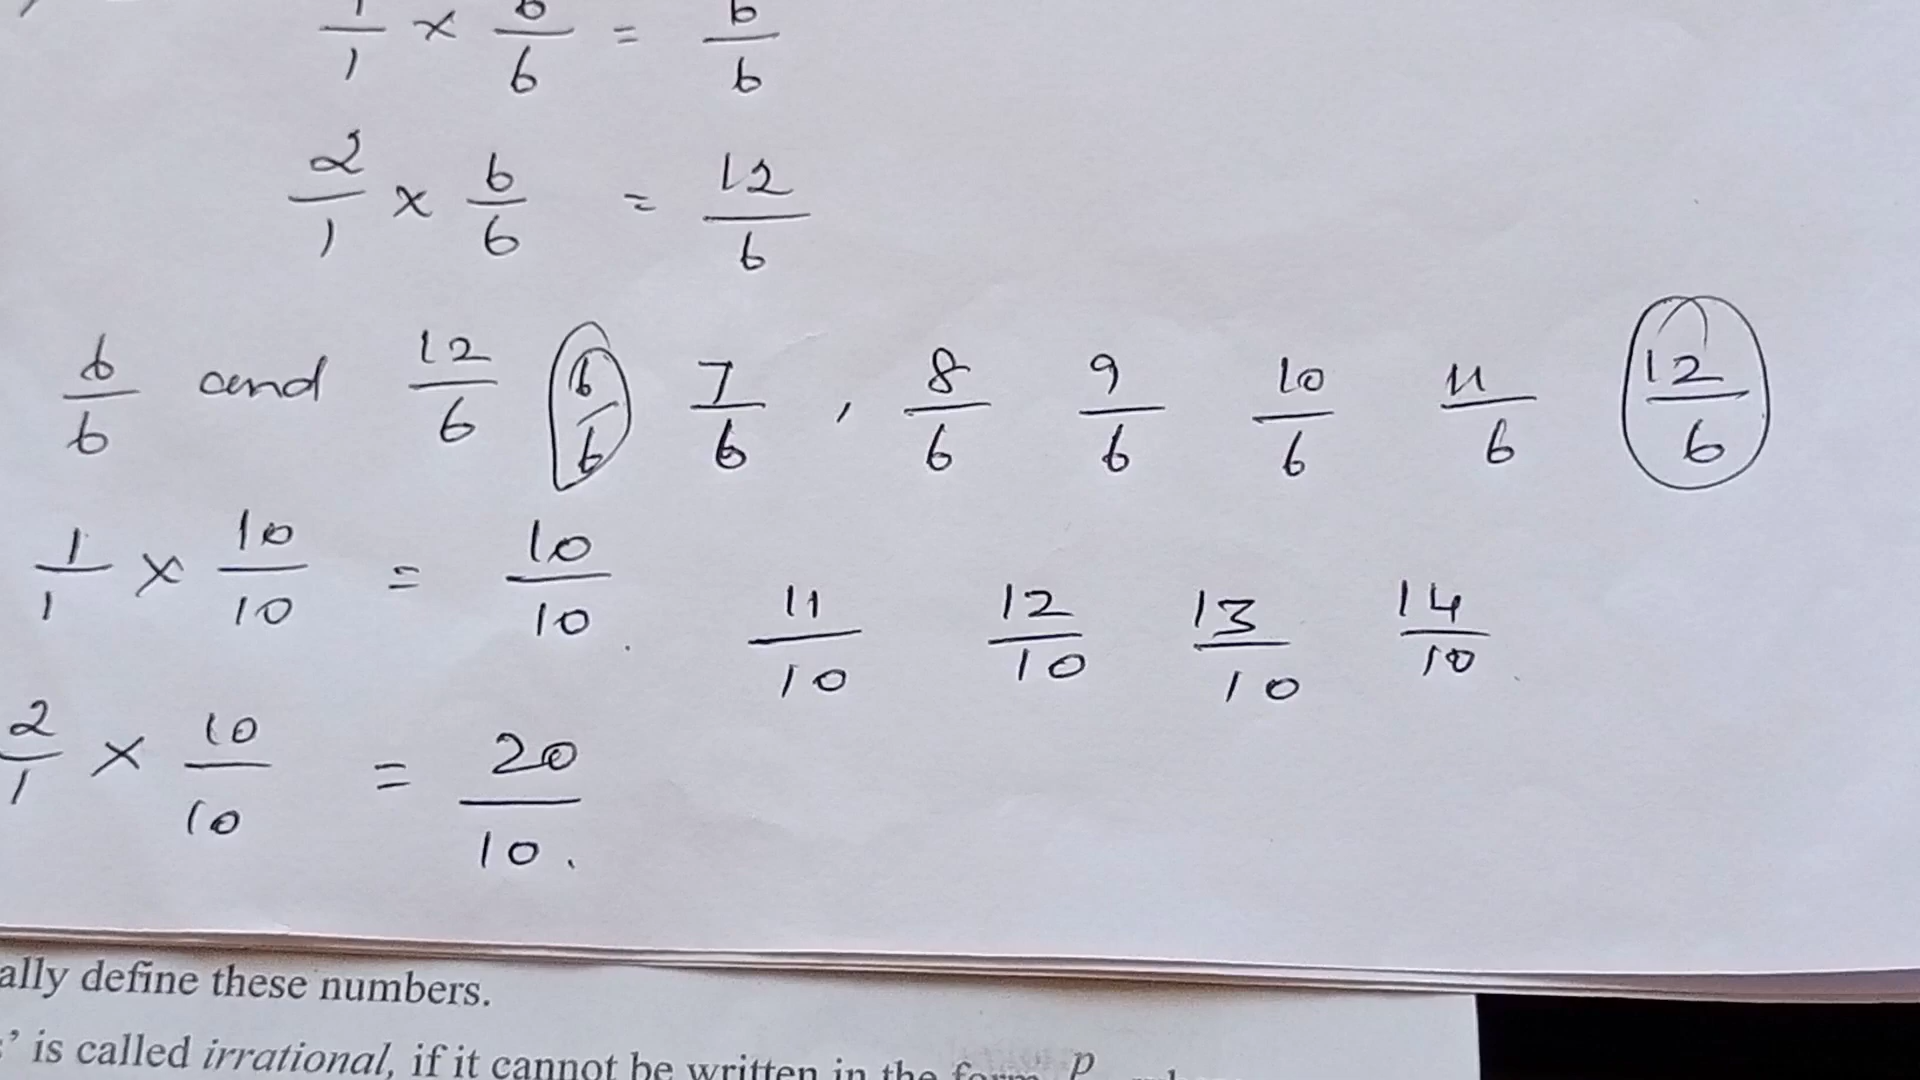 1/1 × 6/6 = 6/6
2/1 × 6/6 = 12/6
6/6 and 12/6 6/6 7/6 , 8/6 9/6 10/6 11/6 12/6
1/1 × 10/10 = 10/10 . 11/10 12/10 13/10 14/10
2/1 × 10/10 = 20/10.
ally define these numbers.
’ is called irrational, if it cannot be written in the form p